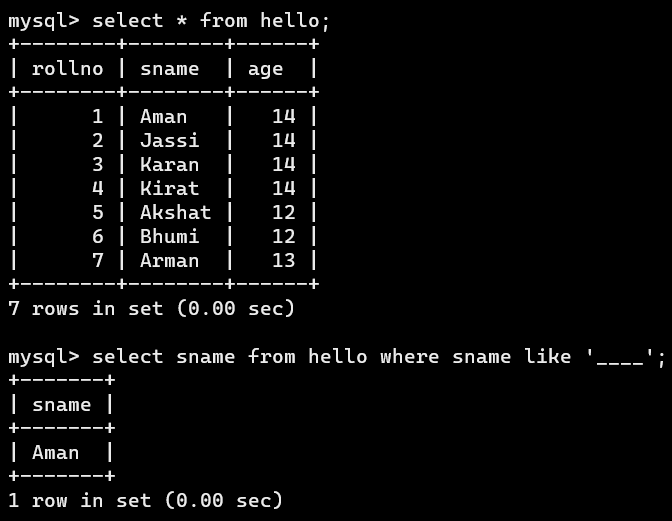 mysql> select * from hello;
+--------+--------+------+
| rollno | sname  | age  |
+--------+--------+------+
|      1 | Aman   |   14 |
|      2 | Jassi  |   14 |
|      3 | Karan  |   14 |
|      4 | Kirat  |   14 |
|      5 | Akshat |   12 |
|      6 | Bhumi  |   12 |
|      7 | Arman  |   13 |
+--------+--------+------+
7 rows in set (0.00 sec)

mysql> select sname from hello where sname like '____';
+-------+
| sname |
+-------+
| Aman  |
+-------+
1 row in set (0.00 sec)